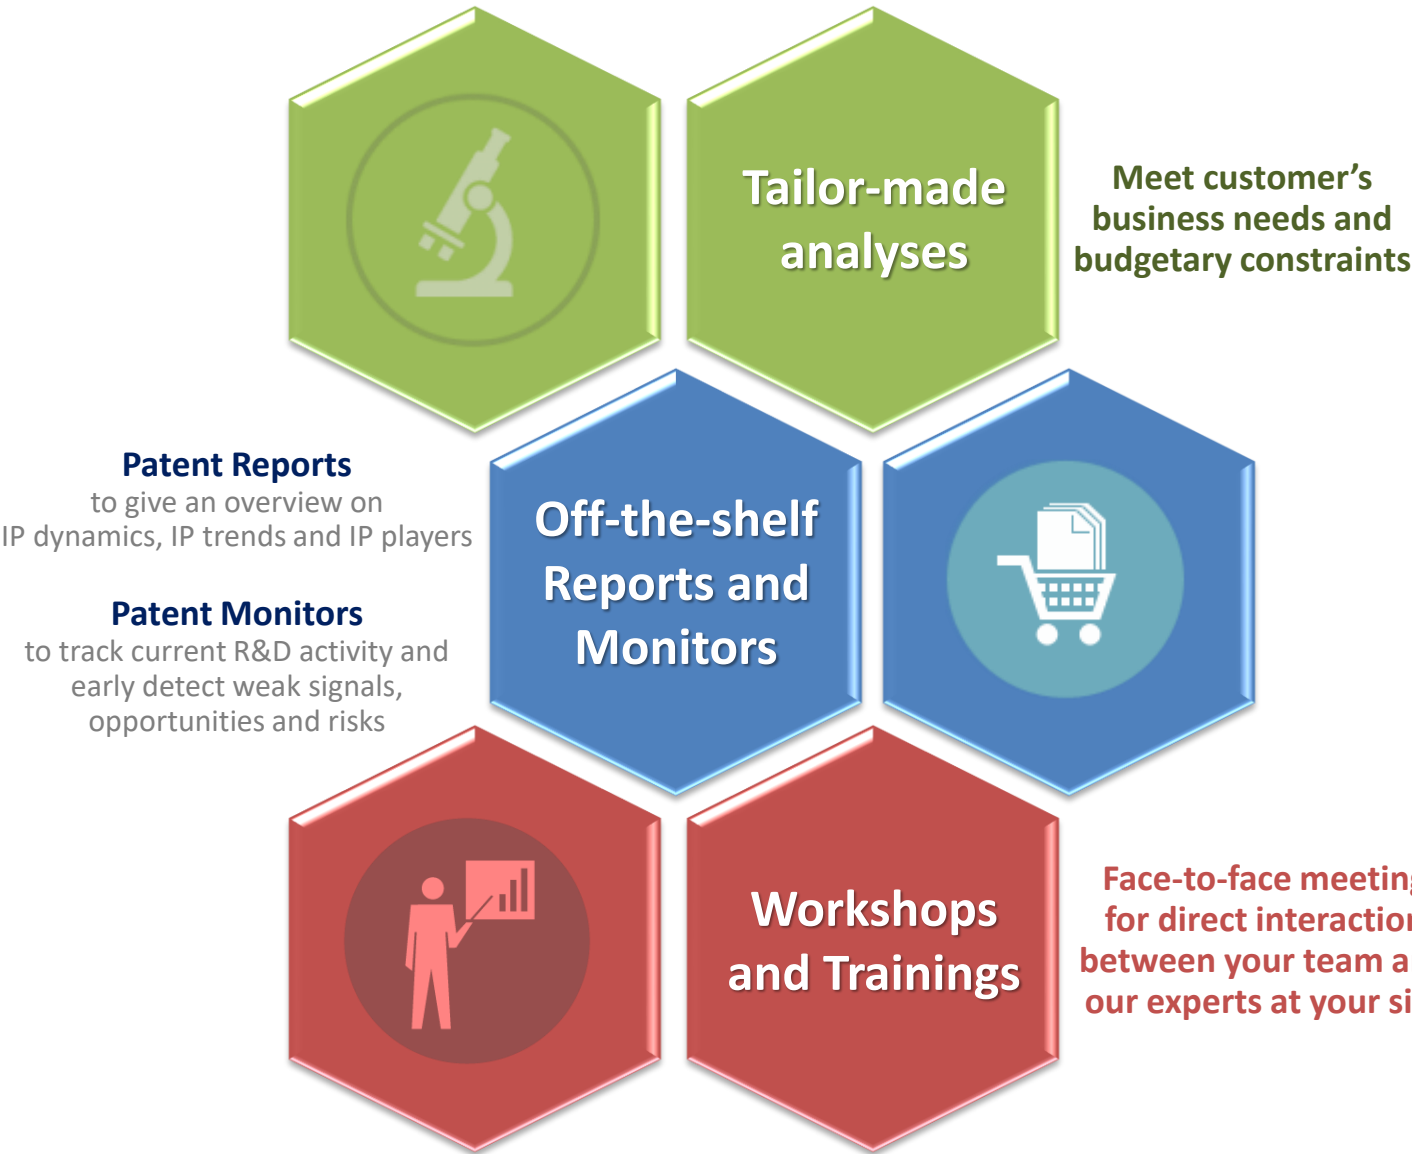 Tailor-made
analyses
Meet customer's
business needs and
budgetary constraints
Patent Reports
to give an overview on
IP dynamics, IP trends and IP players
Patent Monitors
to track current R&D activity and
early detect weak signals,
opportunities and risks
Off-the-shelf
Reports and
Monitors
Workshops
and Trainings
Face-to-face meeting
for direct interaction
between your team a
our experts at your si